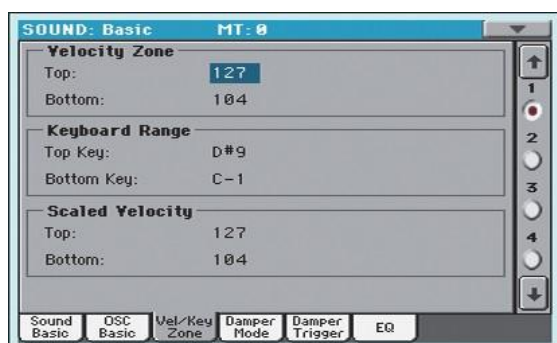 SOUND: Basic MT:0
Velocity Zone
Top: 127
Bottom: 104
Keyboard Range
Top Key: D#9
Bottom Key: C-1
Scaled Velocity
Top: 127
Bottom: 104
1
2
3
4
Sound Basic
OSC Basic
Vel/Key Zone
Damper Mode
Damper Trigger
EQ